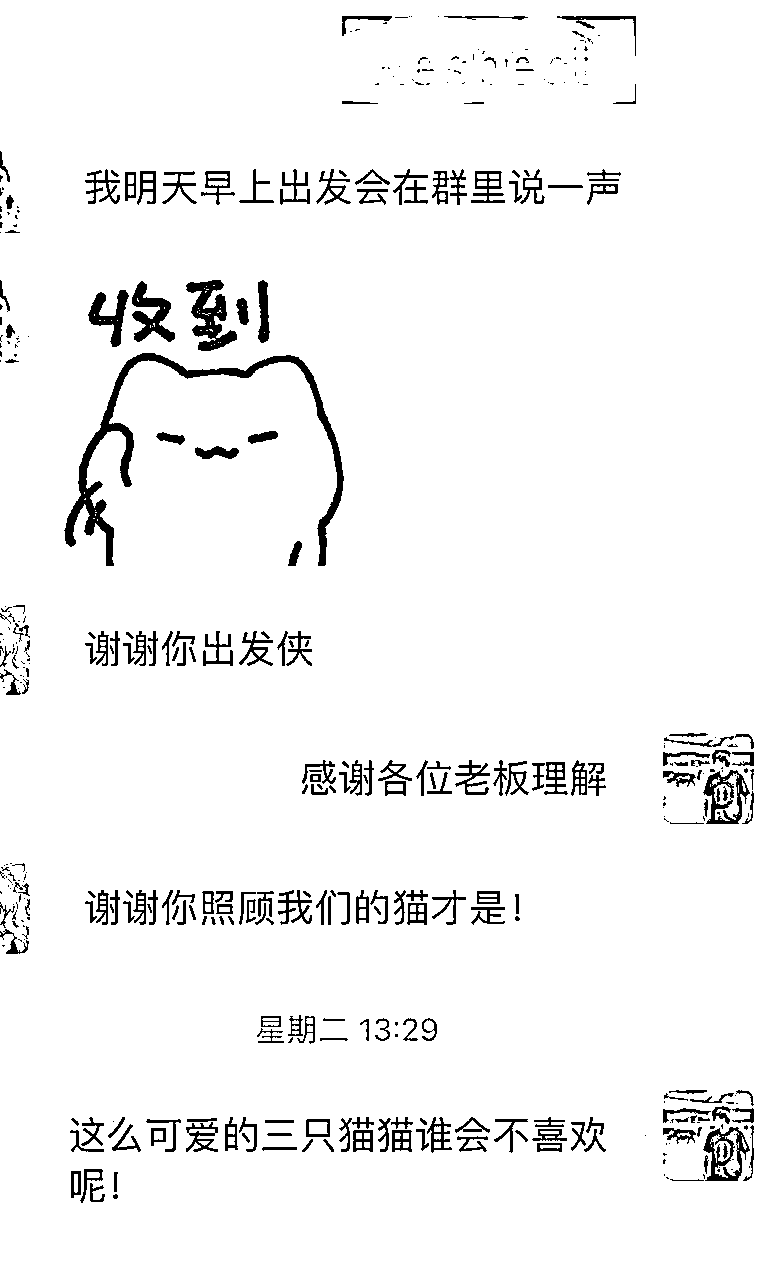 我明天早上出发会在群里说一声
收到
谢谢你出发侠
感谢各位老板理解
谢谢你照顾我们的猫才是！
星期二 13:29
这么可爱的三只猫猫谁会不喜欢
呢！